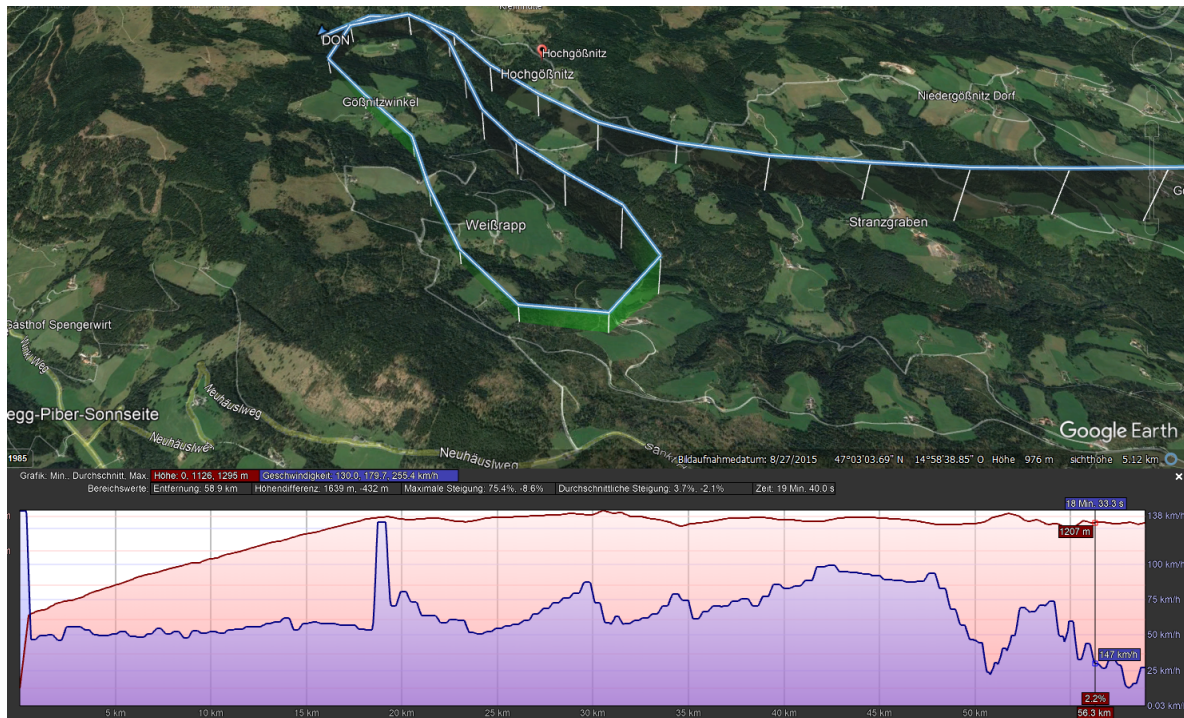 DON
Hochgößnitz
Hochgößnitz
Gößnitzwinkel
Niedergößnitz Dorf
Weißrapp
Stranzgraben
Gasthof Spengerwirt
Neuhäuslweg
egg-Piber-Sonnseite
Neuhäuslweg
Google Earth
1985
Bildaufnahmedatum: 8/27/2015 47°03'03.69" N 14°58'38.85" O Höhe 976 m sichthöhe 5.12 km
Grafik: Min., Durchschnitt, Max. Höhe: 0, 1126, 1295 m Geschwindigkeit: 130.0, 179.7, 255.4 km/h
Bereichswerte: Entfernung: 58.9 km Höhendifferenz: 1639 m, -432 m Maximale Steigung: 75.4%, -8.6% Durchschnittliche Steigung: 3.7%, -2.1% Zeit: 19 Min. 40.0 s
18 Min. 33.3 s
138 km/h
1207 m
100 km/h
75 km/h
50 km/h
147 km/h
25 km/h
2.2%
0.03 km/h
5 km 10 km 15 km 20 km 25 km 30 km 35 km 40 km 45 km 50 km 56.3 km